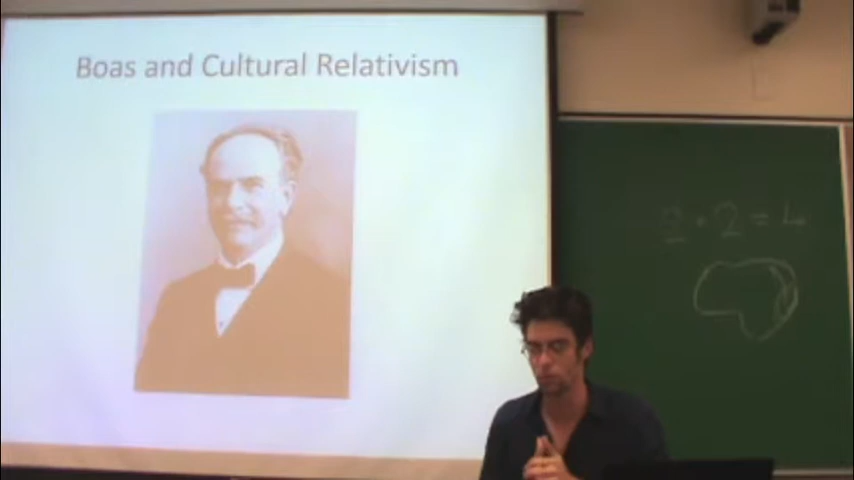 Boas and Cultural Relativism
2 + 2 = 4